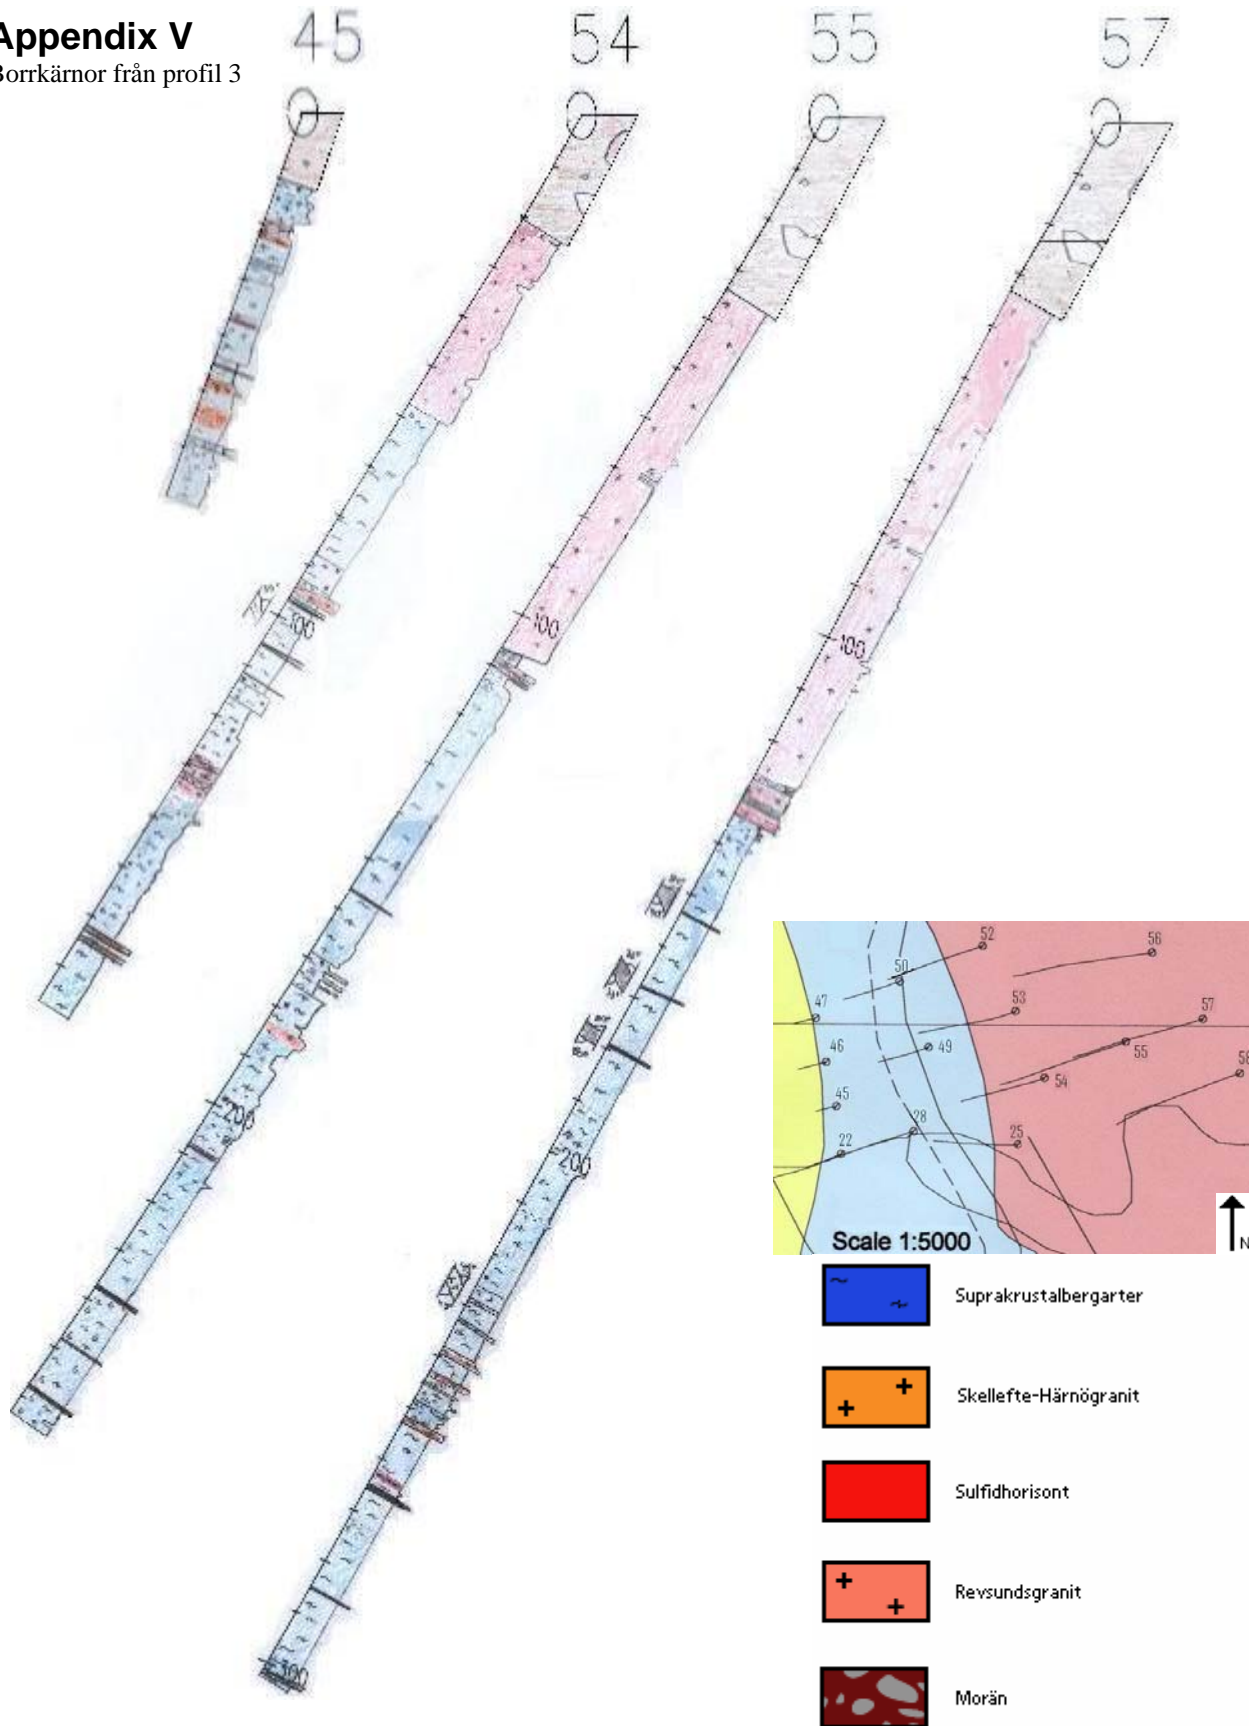 Appendix V
Borrkärnor från profil 3
45
54
55
57
100
100
100
200
200
300
52
56
50
47
53
57
46
49
55
54
58
45
28
22
25
Scale 1:5000
N
Suprakrustalbergarter
Skellefte-Härnögranit
Sulfidhorisont
Revsundsgranit
Morän